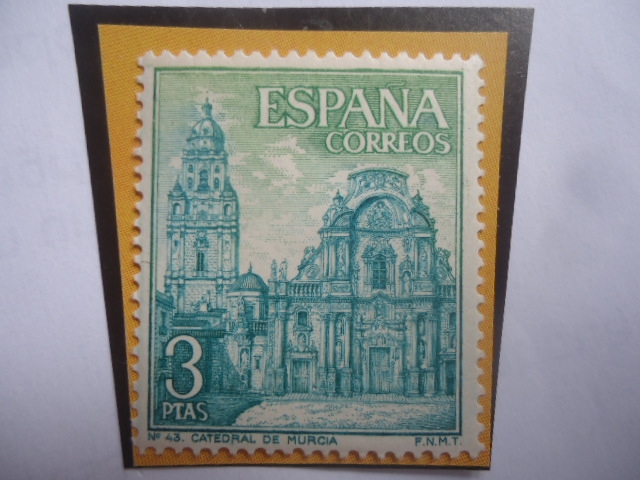 ESPAÑA
CORREOS
3
PTAS
Nº 43. CATEDRAL DE MURCIA F.N.M.T.